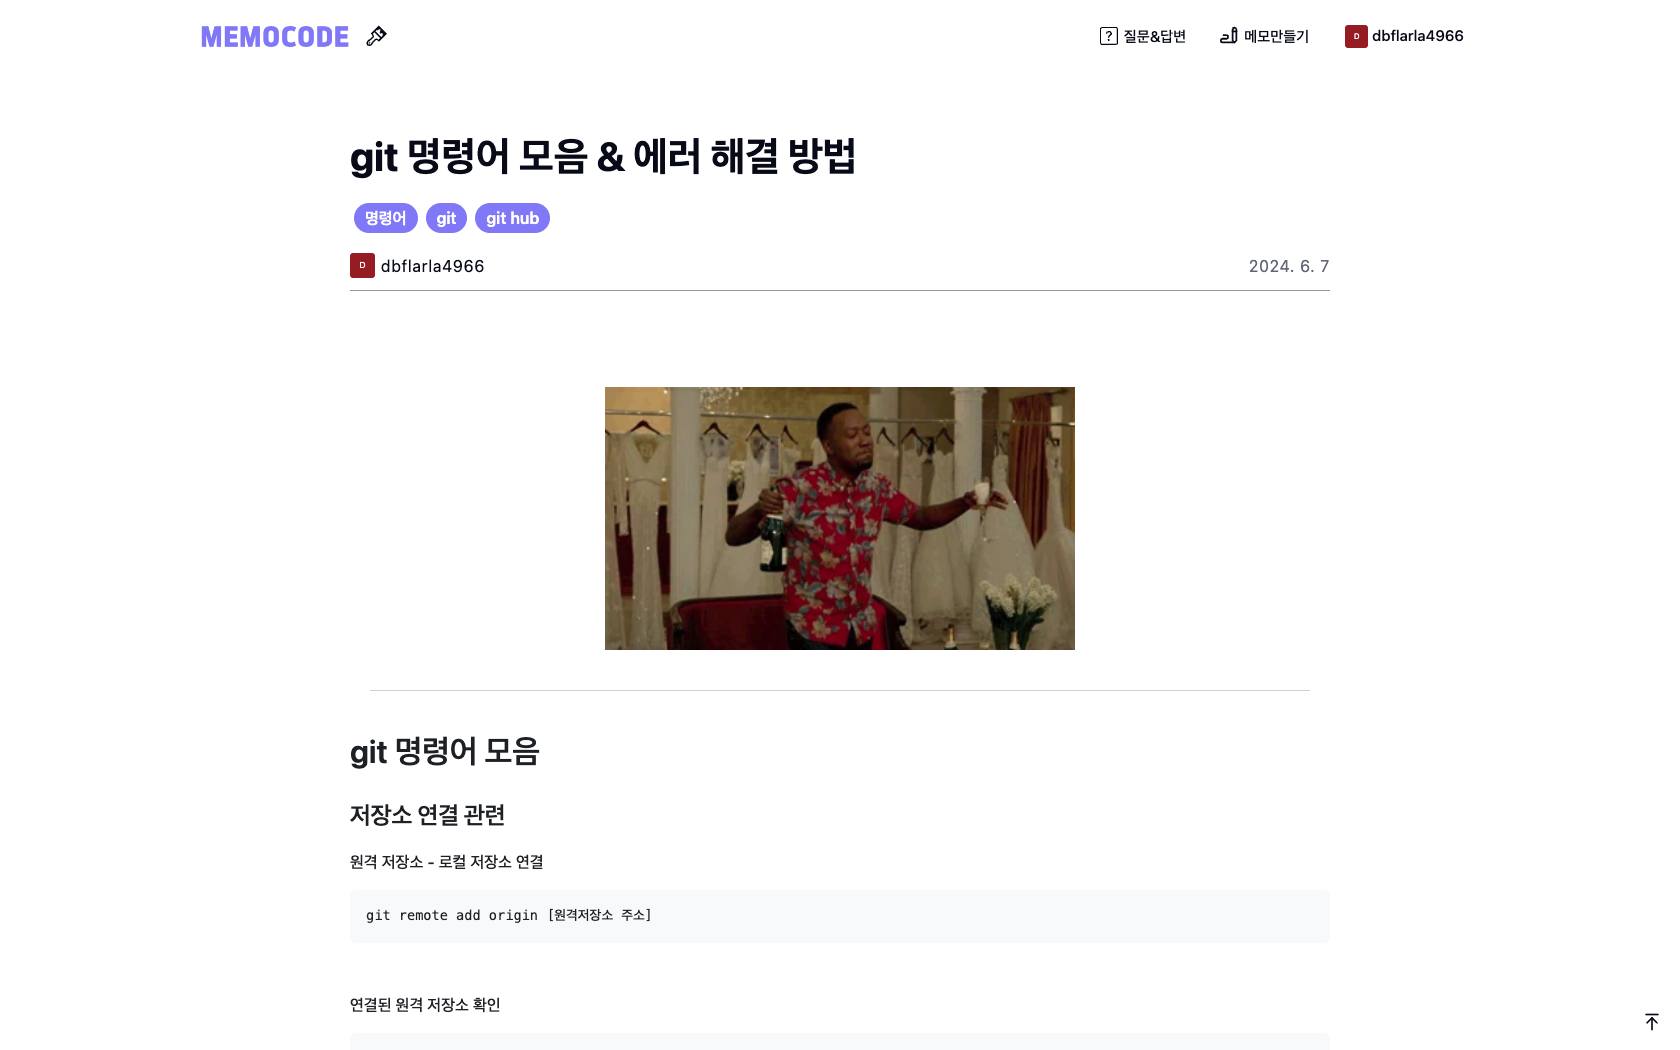 MEMOCODE
질문&답변
메모만들기
D dbflarla4966
git 명령어 모음 & 에러 해결 방법
명령어 git git hub
D dbflarla4966
2024. 6. 7
git 명령어 모음
저장소 연결 관련
원격 저장소 - 로컬 저장소 연결
git remote add origin [원격저장소 주소]
연결된 원격 저장소 확인